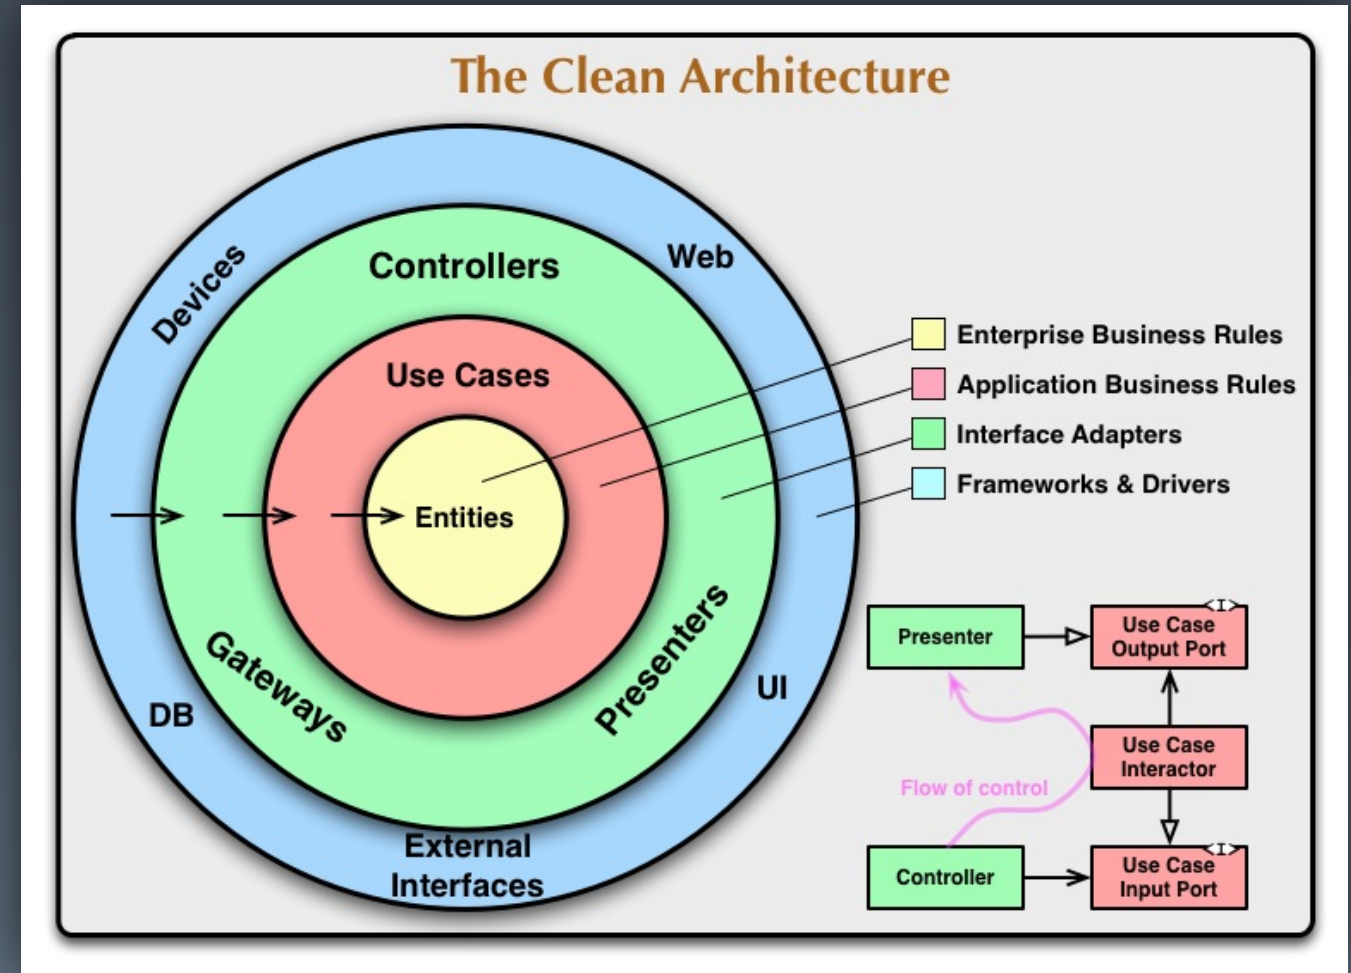 The Clean Architecture
Devices
Controllers
Web
Use Cases
Entities
Gateways
Presenters
DB
UI
External
Interfaces
Enterprise Business Rules
Application Business Rules
Interface Adapters
Frameworks & Drivers
Presenter
<I>
Use Case
Output Port
Use Case
Interactor
Flow of control
Controller
<I>
Use Case
Input Port